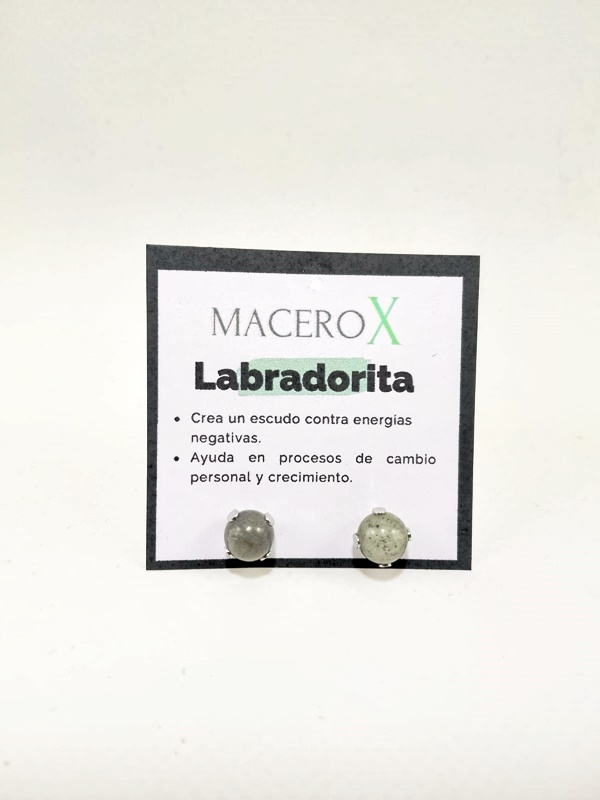 MACEROX
Labradorita
• Crea un escudo contra energías
negativas.
• Ayuda en procesos de cambio
personal y crecimiento.